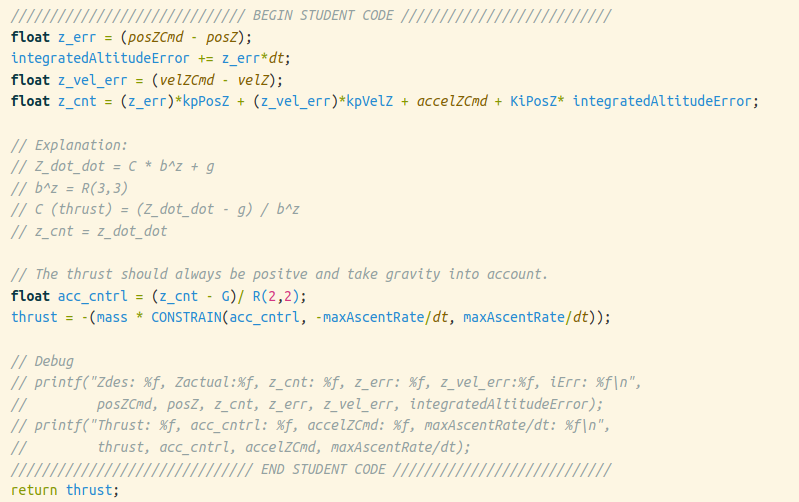 ////////////////////////////// BEGIN STUDENT CODE ///////////////////////////
float z_err = (posZCmd - posZ);
integratedAltitudeError += z_err*dt;
float z_vel_err = (velZCmd - velZ);
float z_cnt = (z_err)*kpPosZ + (z_vel_err)*kpVelZ + accelZCmd + KiPosZ* integratedAltitudeError;
// Explanation:
// Z_dot_dot = C * b^z + g
// b^z = R(3,3)
// C (thrust) = (Z_dot_dot - g) / b^z
// z_cnt = z_dot_dot
// The thrust should always be positve and take gravity into account.
float acc_cntrl = (z_cnt - G)/ R(2,2);
thrust = -(mass * CONSTRAIN(acc_cntrl, -maxAscentRate/dt, maxAscentRate/dt));
// Debug
// printf("Zdes: %f, Zactual:%f, z_cnt: %f, z_err: %f, z_vel_err:%f, iErr: %f\n",
//         posZCmd, posZ, z_cnt, z_err, z_vel_err, integratedAltitudeError);
// printf("Thrust: %f, acc_cntrl: %f, accelZCmd: %f, maxAscentRate/dt: %f\n",
//         thrust, acc_cntrl, accelZCmd, maxAscentRate/dt);
/////////////////////////////// END STUDENT CODE ////////////////////////////
return thrust;